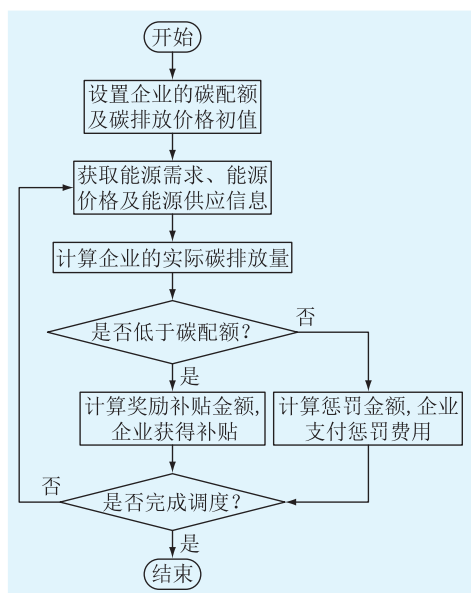 开始
设置企业的碳配额
及碳排放价格初值
获取能源需求、能源
价格及能源供应信息
计算企业的实际碳排放量
是否低于碳配额?
否
是
计算奖励补贴金额,
企业获得补贴
计算惩罚金额,企业
支付惩罚费用
否
是否完成调度?
是
结束